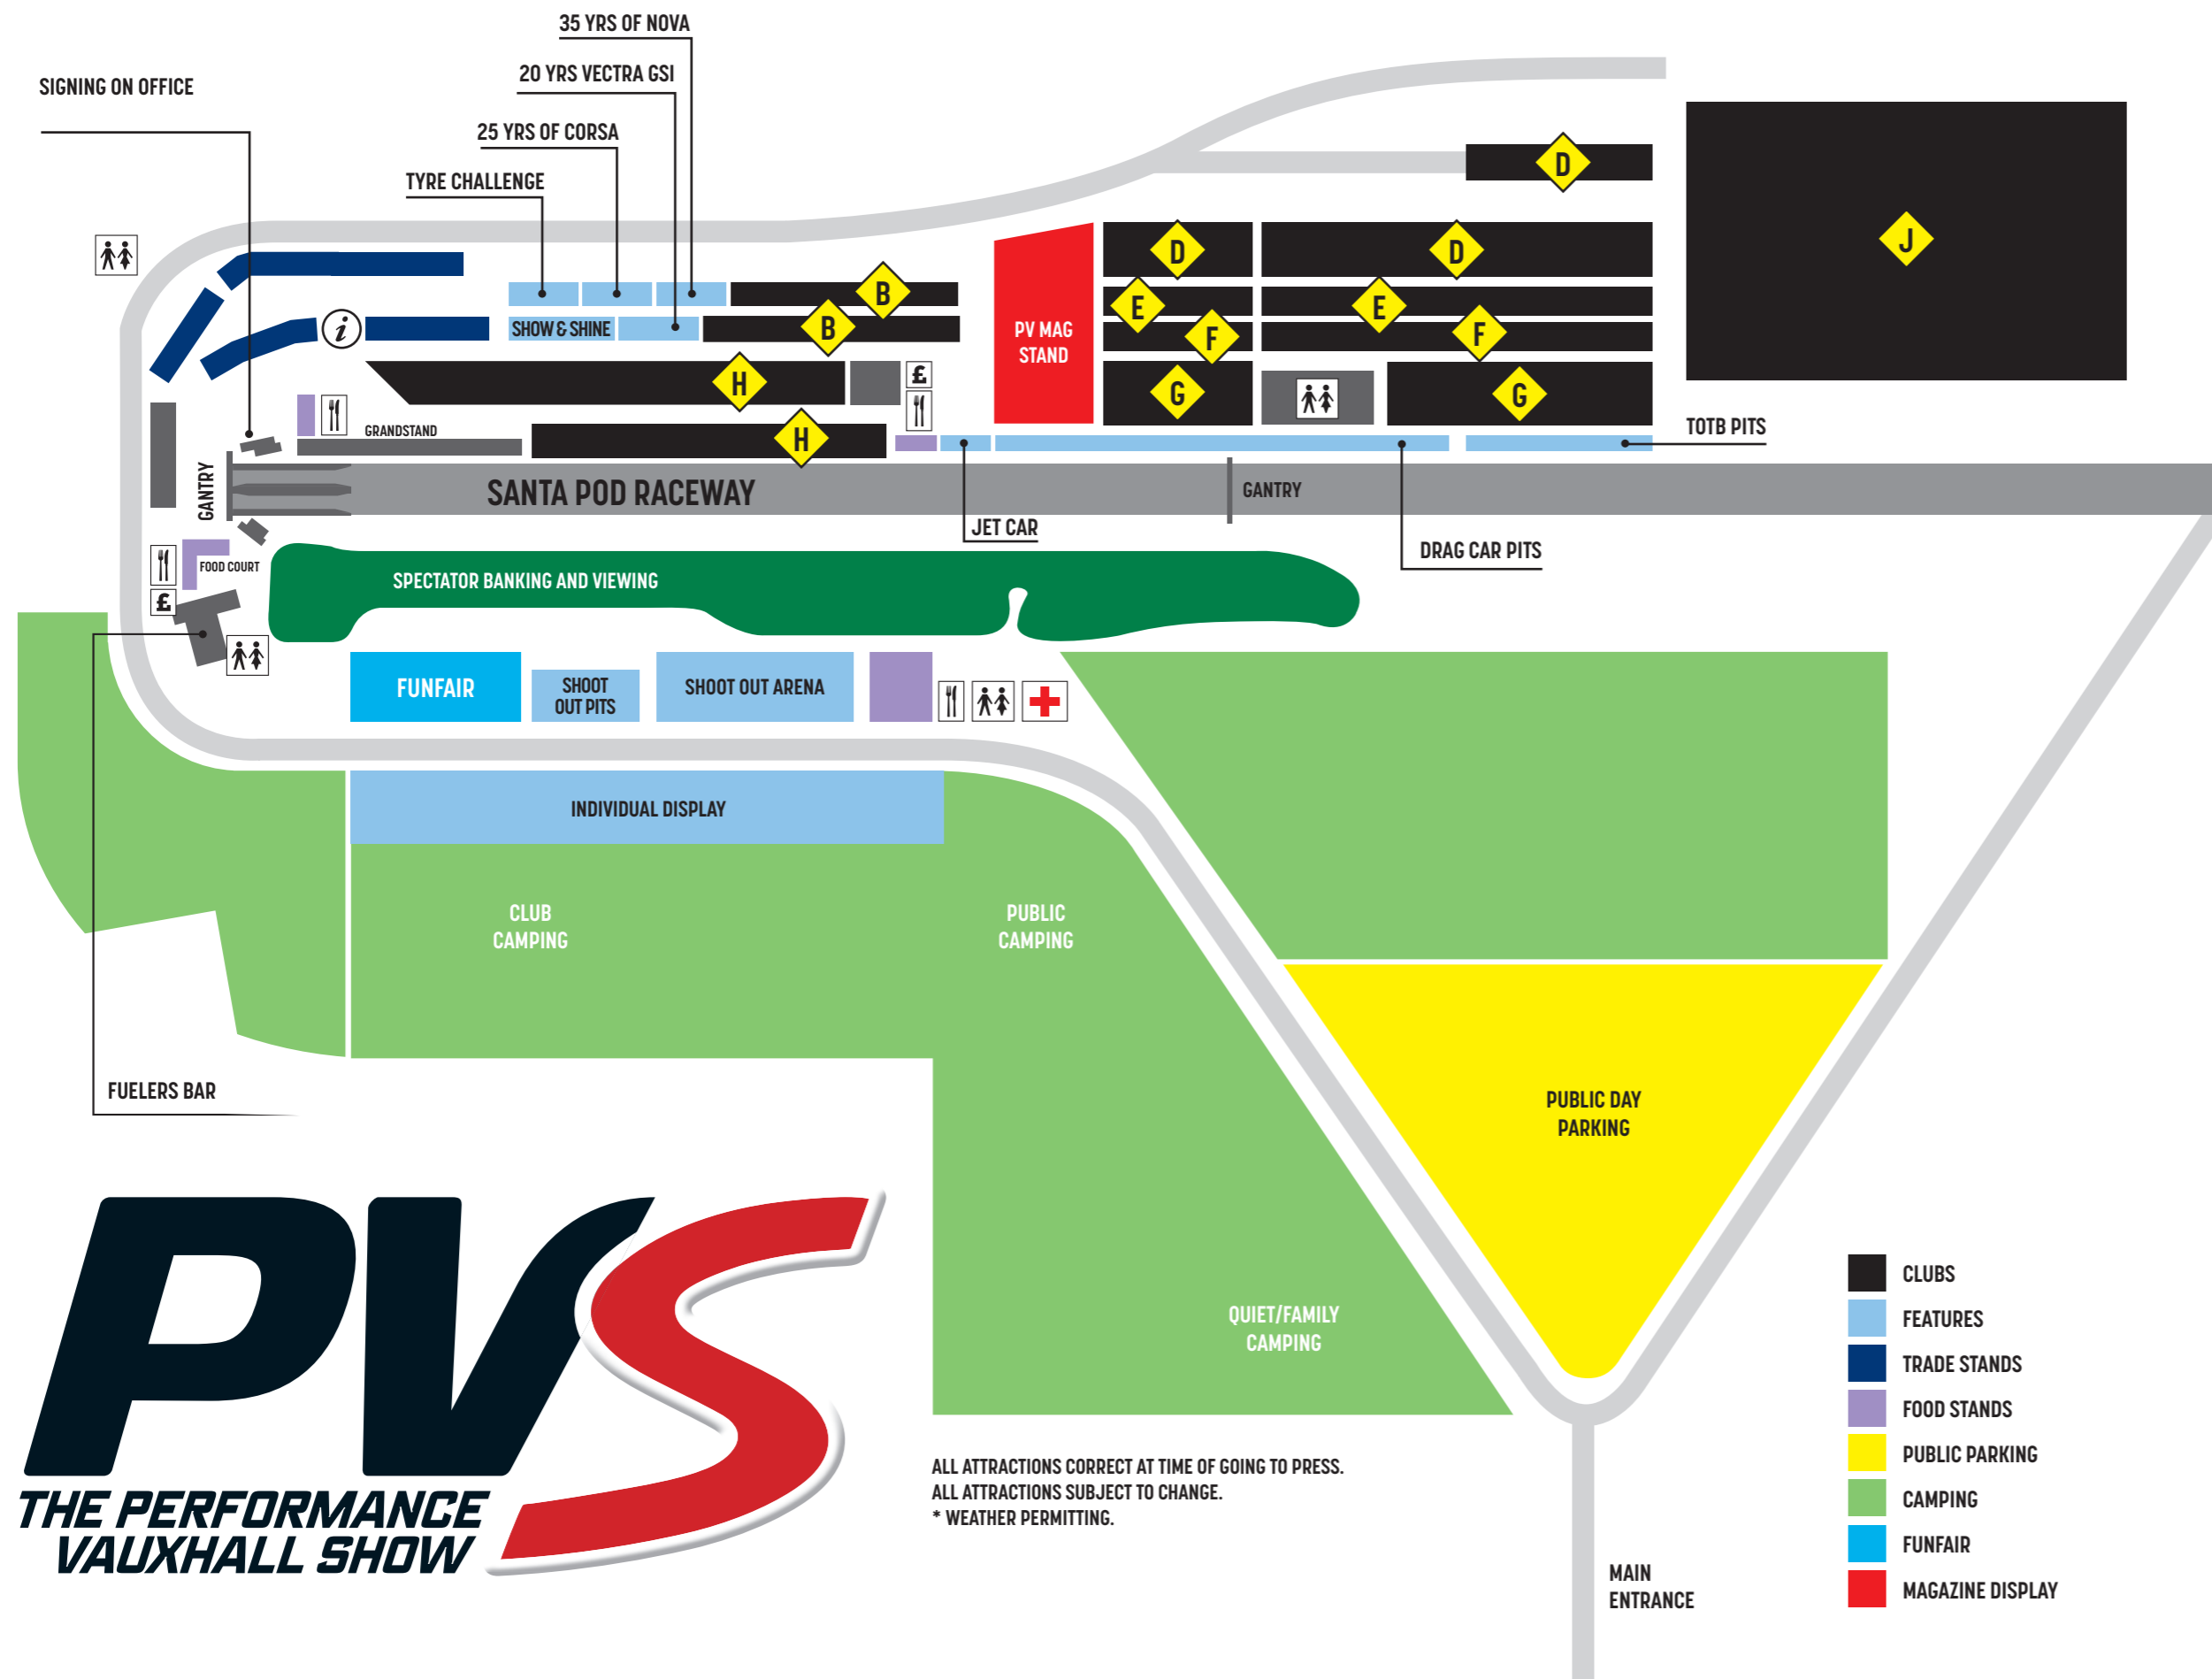 35 YRS OF NOVA
20 YRS VECTRA GSI
SIGNING ON OFFICE
25 YRS OF CORSA
TYRE CHALLENGE
D
J
D
D
B
E
E
i
SHOW & SHINE
B
PV MAG
STAND
F
F
H
£
G
G
GRANDSTAND
H
TOTB PITS
GANTRY
SANTA POD RACEWAY
GANTRY
JET CAR
DRAG CAR PITS
FOOD COURT
SPECTATOR BANKING AND VIEWING
£
FUNFAIR
SHOOT
OUT PITS
SHOOT OUT ARENA
INDIVIDUAL DISPLAY
CLUB
CAMPING
PUBLIC
CAMPING
FUELERS BAR
PUBLIC DAY
PARKING
QUIET/FAMILY
CAMPING
PVS
THE PERFORMANCE
VAUXHALL SHOW
ALL ATTRACTIONS CORRECT AT TIME OF GOING TO PRESS.
ALL ATTRACTIONS SUBJECT TO CHANGE.
* WEATHER PERMITTING.
MAIN
ENTRANCE
CLUBS
FEATURES
TRADE STANDS
FOOD STANDS
PUBLIC PARKING
CAMPING
FUNFAIR
MAGAZINE DISPLAY